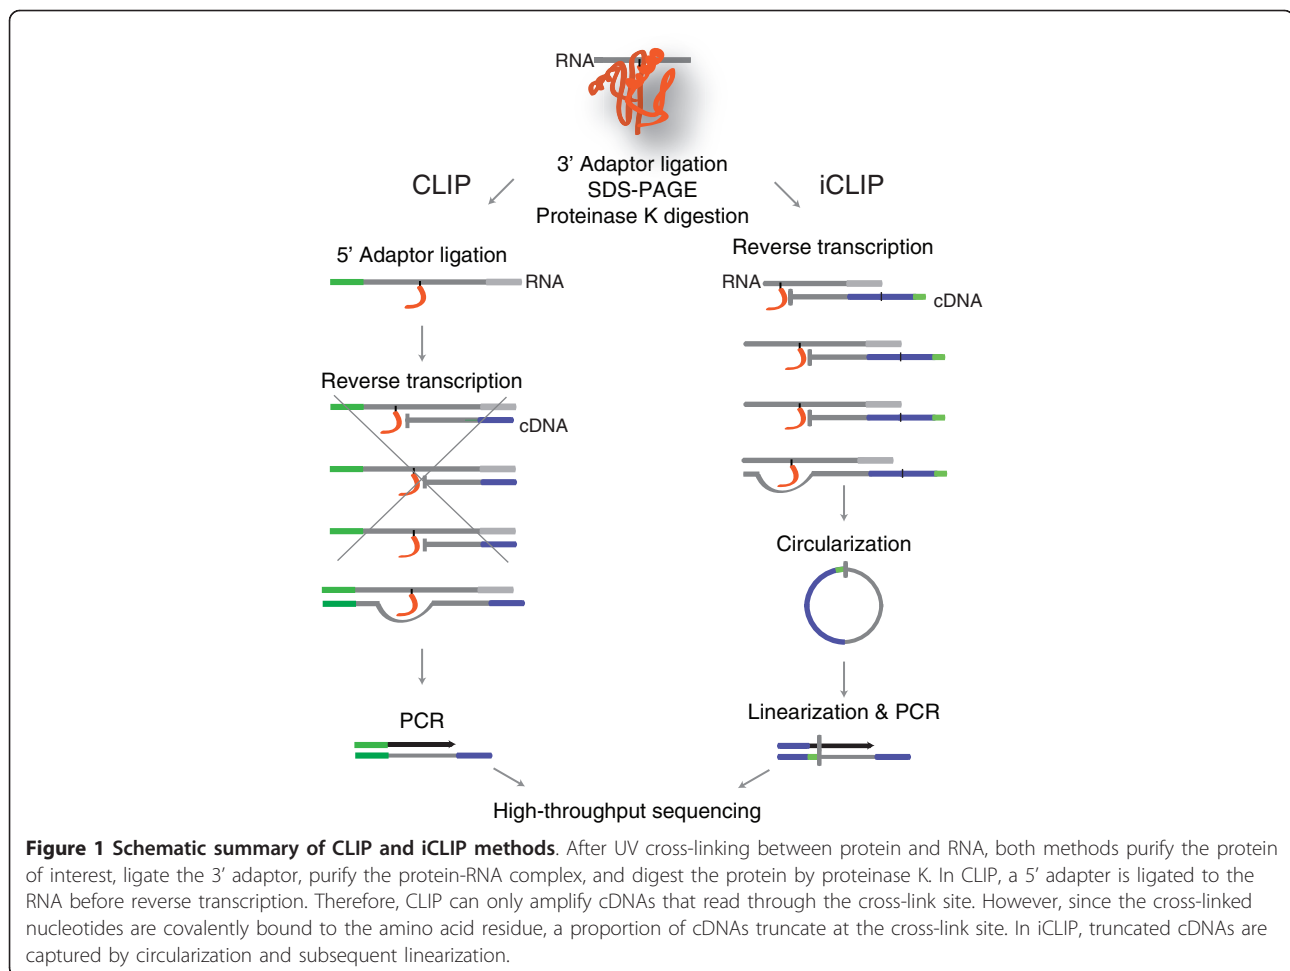 RNA
3’ Adaptor ligation
SDS-PAGE
Proteinase K digestion
CLIP
iCLIP
5’ Adaptor ligation
RNA
Reverse transcription
cDNA
PCR
Reverse transcription
RNA
cDNA
Circularization
Linearization & PCR
High-throughput sequencing
Figure 1 Schematic summary of CLIP and iCLIP methods. After UV cross-linking between protein and RNA, both methods purify the protein
of interest, ligate the 3’ adaptor, purify the protein-RNA complex, and digest the protein by proteinase K. In CLIP, a 5’ adapter is ligated to the
RNA before reverse transcription. Therefore, CLIP can only amplify cDNAs that read through the cross-link site. However, since the cross-linked
nucleotides are covalently bound to the amino acid residue, a proportion of cDNAs truncate at the cross-link site. In iCLIP, truncated cDNAs are
captured by circularization and subsequent linearization.